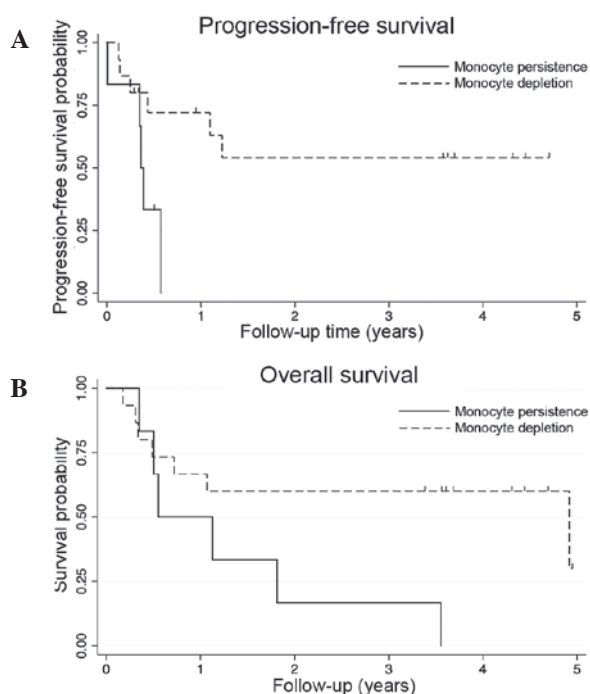 A
Progression-free survival
Progression-free survival probability
1.00
0.75
0.50
0.25
0.00
Monocyte persistence
Monocyte depletion
0 1 2 3 4 5
Follow-up time (years)
B
Overall survival
Survival probability
1.00
0.75
0.50
0.25
0.00
Monocyte persistence
Monocyte depletion
0 1 2 3 4 5
Follow-up (years)